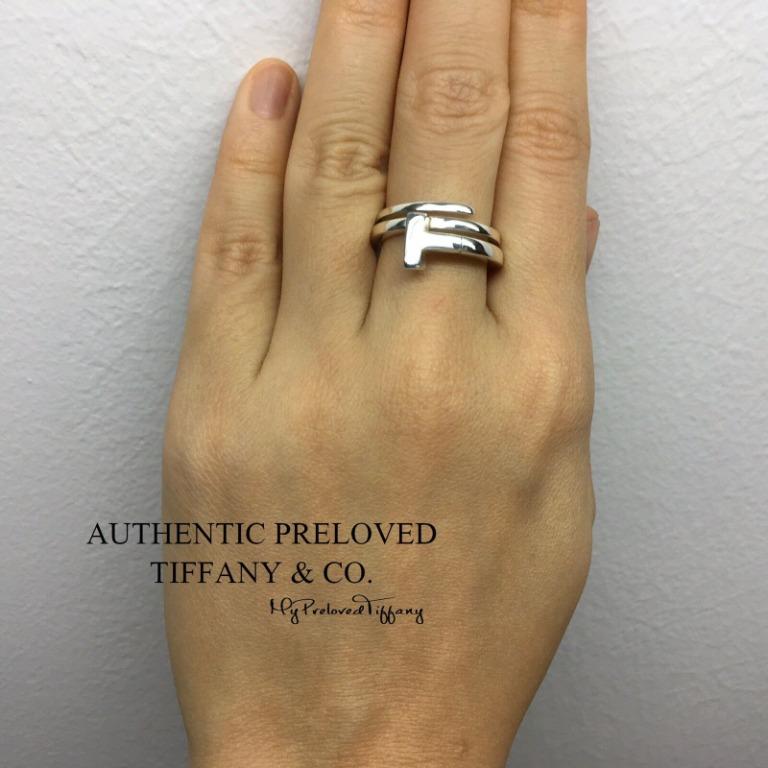 AUTHENTIC PRELOVED
TIFFANY & CO.
MyPrelovedTiffany